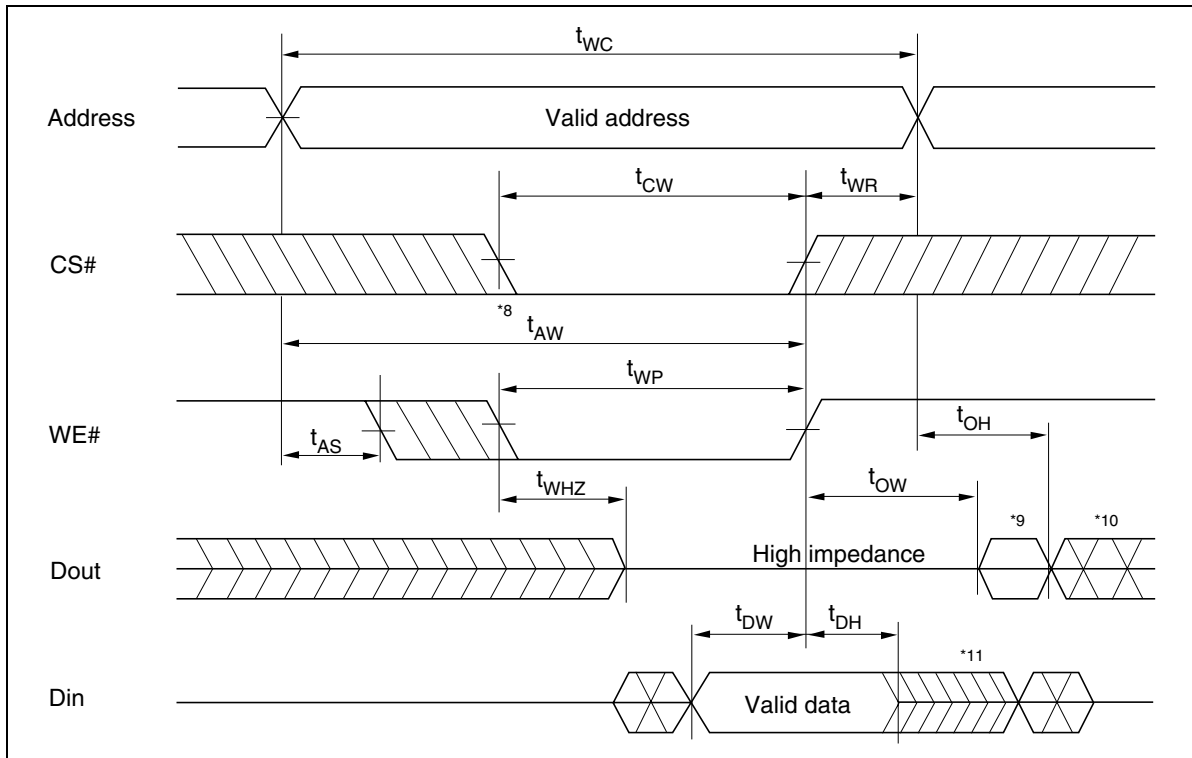 tWC
Address
Valid address
tCW
tWR
CS#
*8
tAW
tWP
WE#
tAS
tOH
tWHZ
tOW
*9
*10
Dout
High impedance
tDW
tDH
*11
Din
Valid data